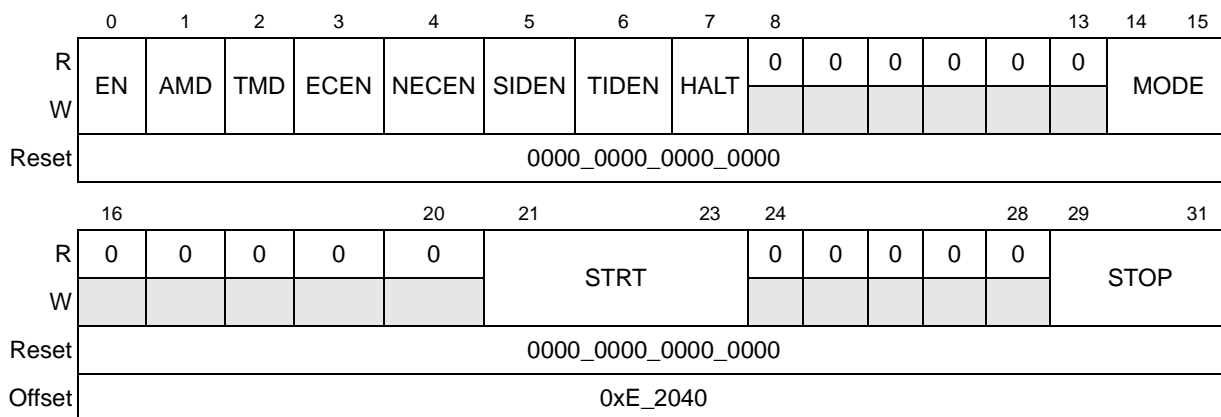 0 1 2 3 4 5 6 7 8 13 14 15
R EN AMD TMD ECEN NECEN SIDEN TIDEN HALT 0 0 0 0 0 0 MODE
W
Reset 0000_0000_0000_0000
16 20 21 23 24 28 29 31
R 0 0 0 0 0 STRT 0 0 0 0 0 STOP
W
Reset 0000_0000_0000_0000
Offset 0xE_2040